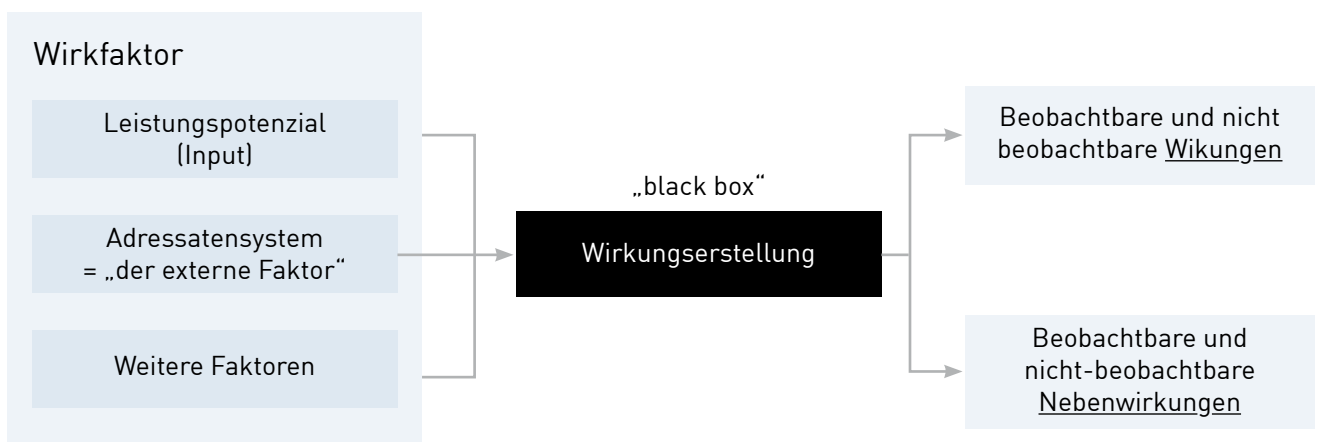 Wirkfaktor
Leistungspotenzial
(Input)
Adressatensystem
= „der externe Faktor“
Weitere Faktoren
„black box“
Wirkungserstellung
Beobachtbare und nicht
beobachtbare Wikungen
Beobachtbare und
nicht-beobachtbare
Nebenwirkungen